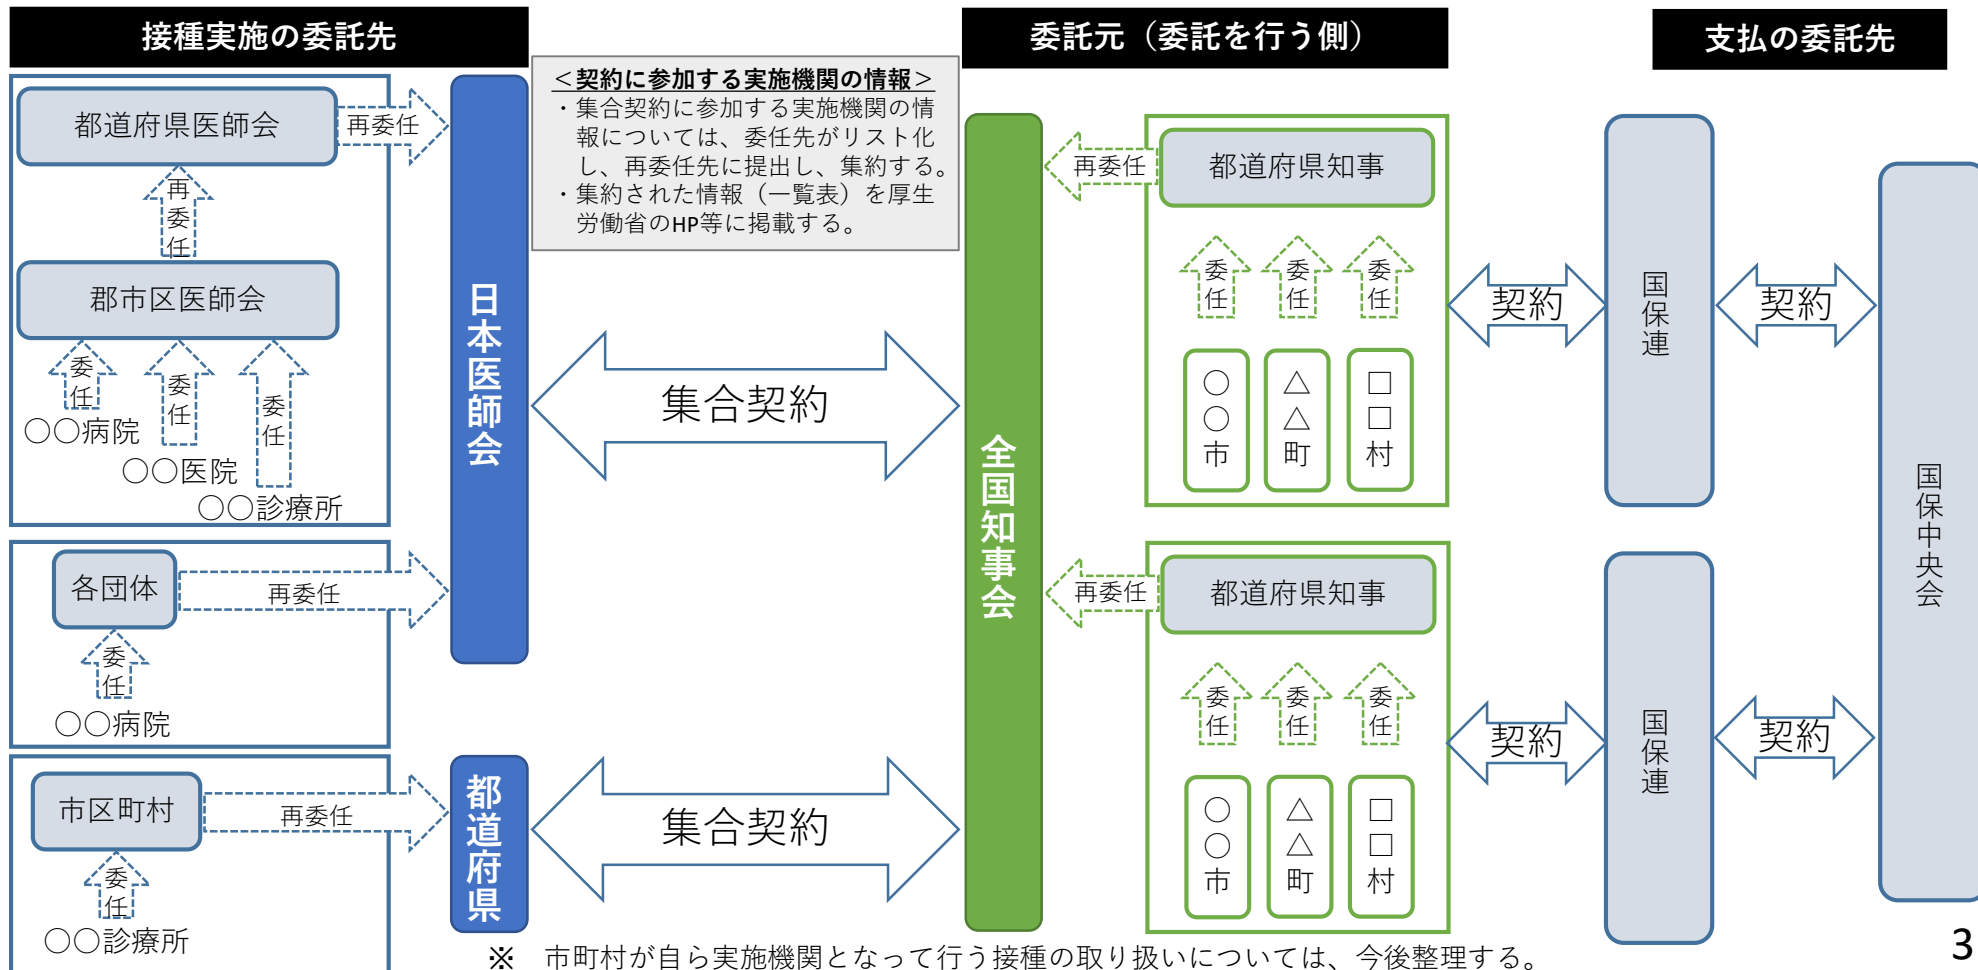 接種実施の委託先
委託元（委託を行う側）
支払の委託先
都道府県医師会
再委任
再委任
郡市区医師会
委任
委任
委任
〇〇病院
〇〇医院
〇〇診療所
各団体
再委任
委任
〇〇病院
市区町村
再委任
委任
〇〇診療所
日本医師会
都道府県
＜契約に参加する実施機関の情報＞
・集合契約に参加する実施機関の情
報については、委任先がリスト化
し、再委任先に提出し、集約する。
・集約された情報（一覧表）を厚生
労働省のHP等に掲載する。
集合契約
集合契約
全国知事会
再委任
都道府県知事
委任
委任
委任
〇〇市
△△町
□□村
再委任
都道府県知事
委任
委任
委任
〇〇市
△△町
□□村
契約
国保連
契約
契約
国保連
契約
国保中央会
※　市町村が自ら実施機関となって行う接種の取り扱いについては、今後整理する。
3